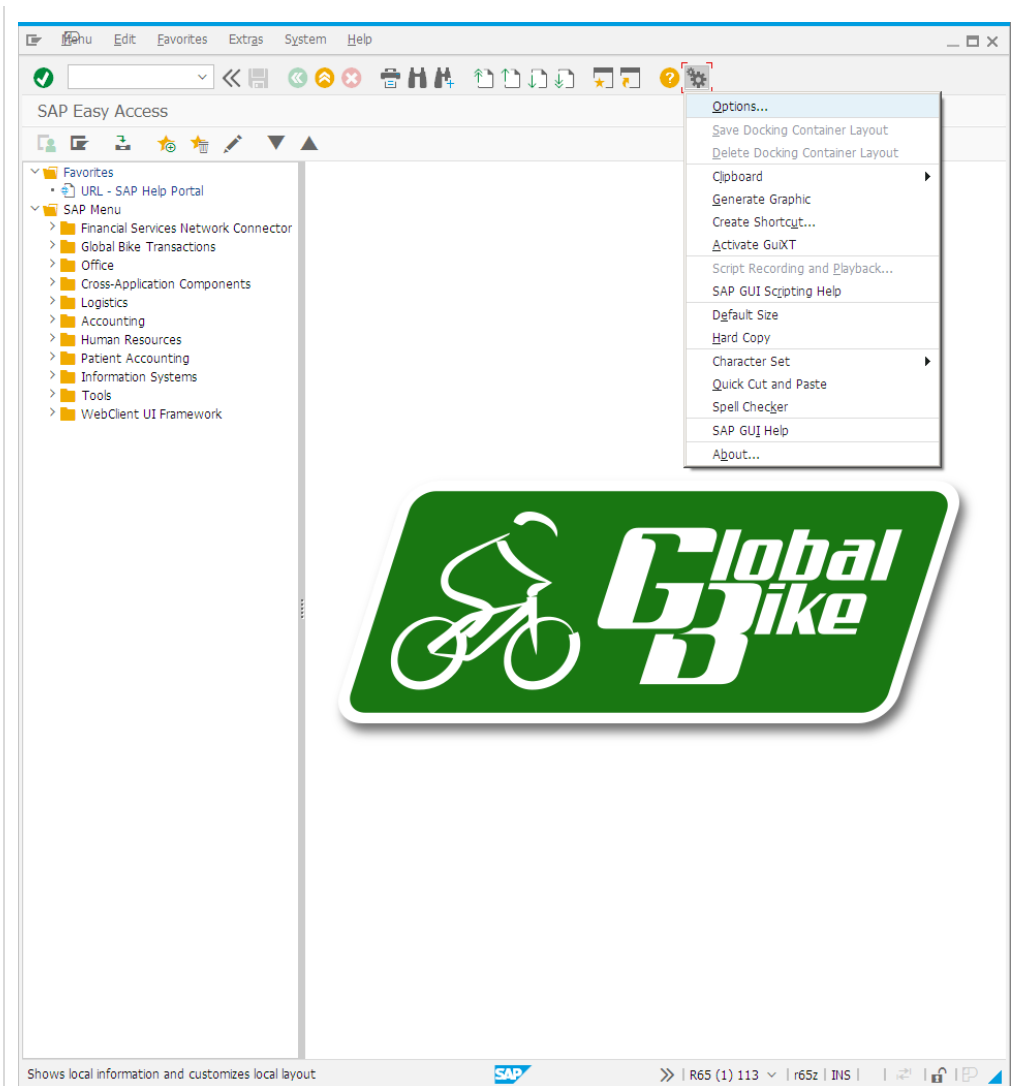 Menu Edit Favorites Extras System Help
SAP Easy Access
Options...
Save Docking Container Layout
Delete Docking Container Layout
Clipboard
Generate Graphic
Create Shortcut...
Activate GuiXT
Script Recording and Playback...
SAP GUI Scripting Help
Default Size
Hard Copy
Character Set
Quick Cut and Paste
Spell Checker
SAP GUI Help
About...
Favorites
URL - SAP Help Portal
SAP Menu
Financial Services Network Connector
Global Bike Transactions
Office
Cross-Application Components
Logistics
Accounting
Human Resources
Patient Accounting
Information Systems
Tools
WebClient UI Framework
Global
Bike
Shows local information and customizes local layout SAP R65 (1) 113 | r65z | INS |